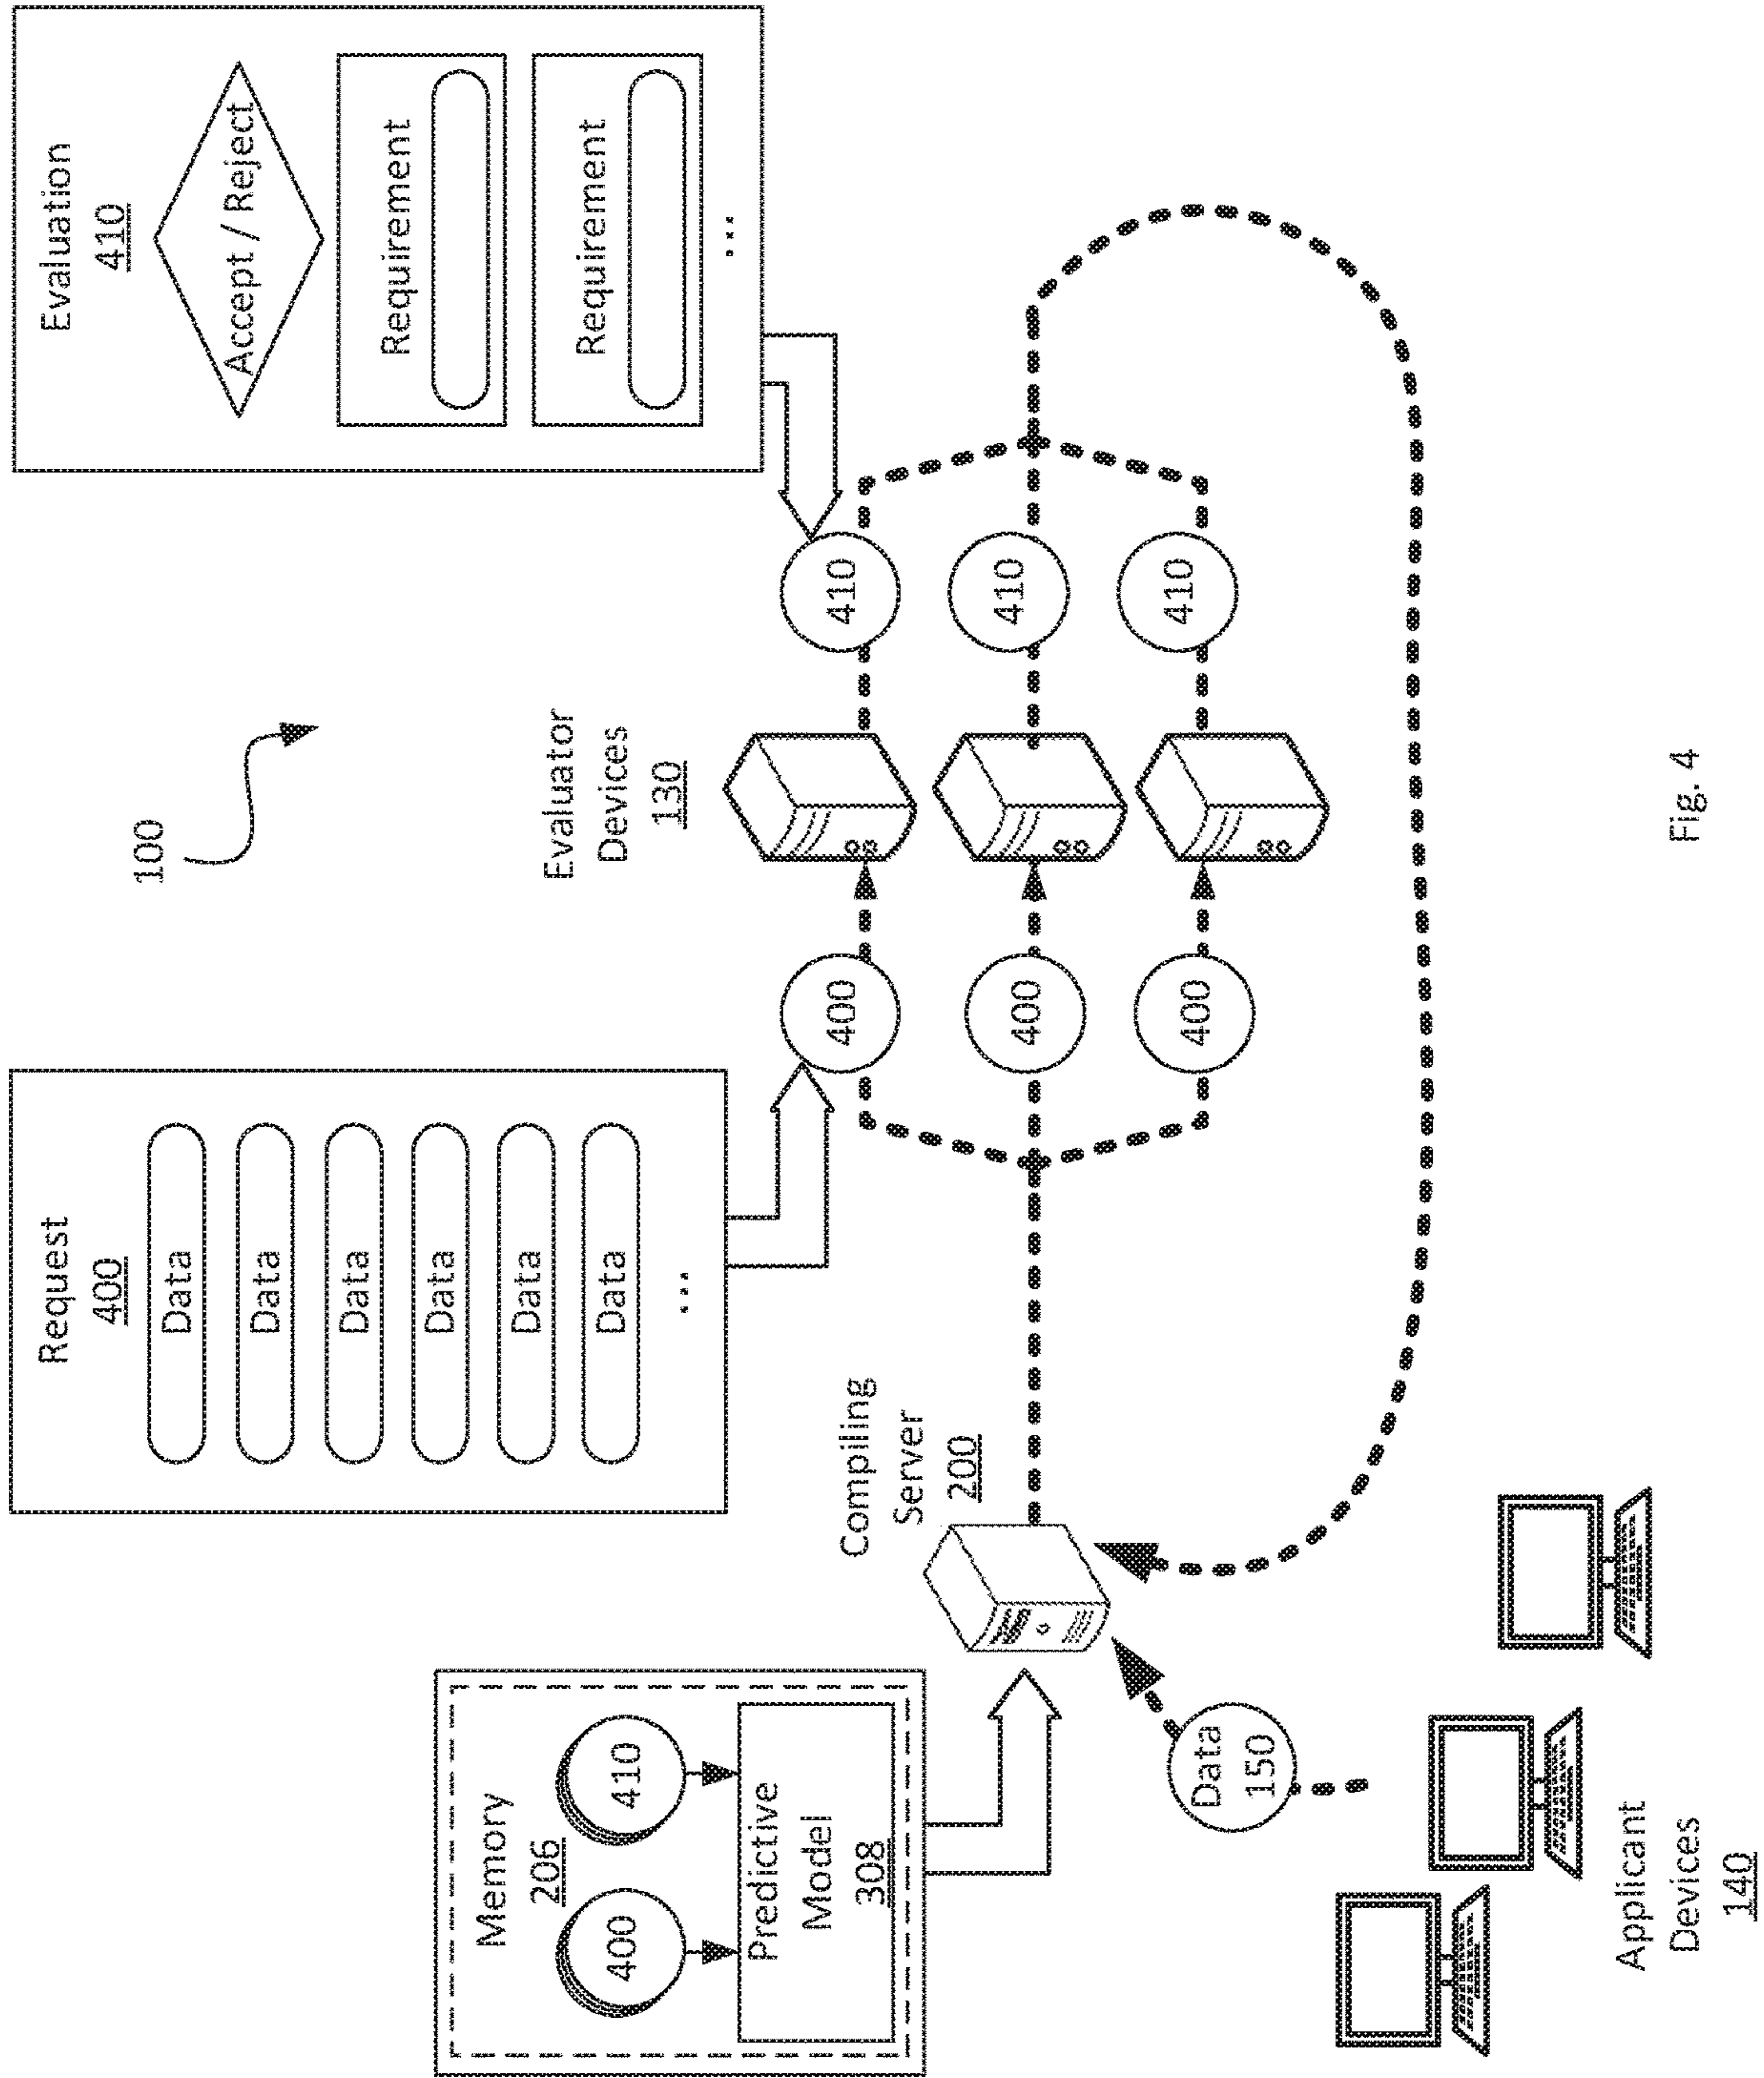 100
Request
400
Data
Data
Data
Data
Data
Data
...
Evaluation
410
Accept / Reject
Requirement
Requirement
...
Memory
206
400
410
Predictive
Model
308
Compiling
Server
200
Evaluator
Devices
130
400
400
400
410
410
410
Data
150
Applicant
Devices
140
Fig. 4